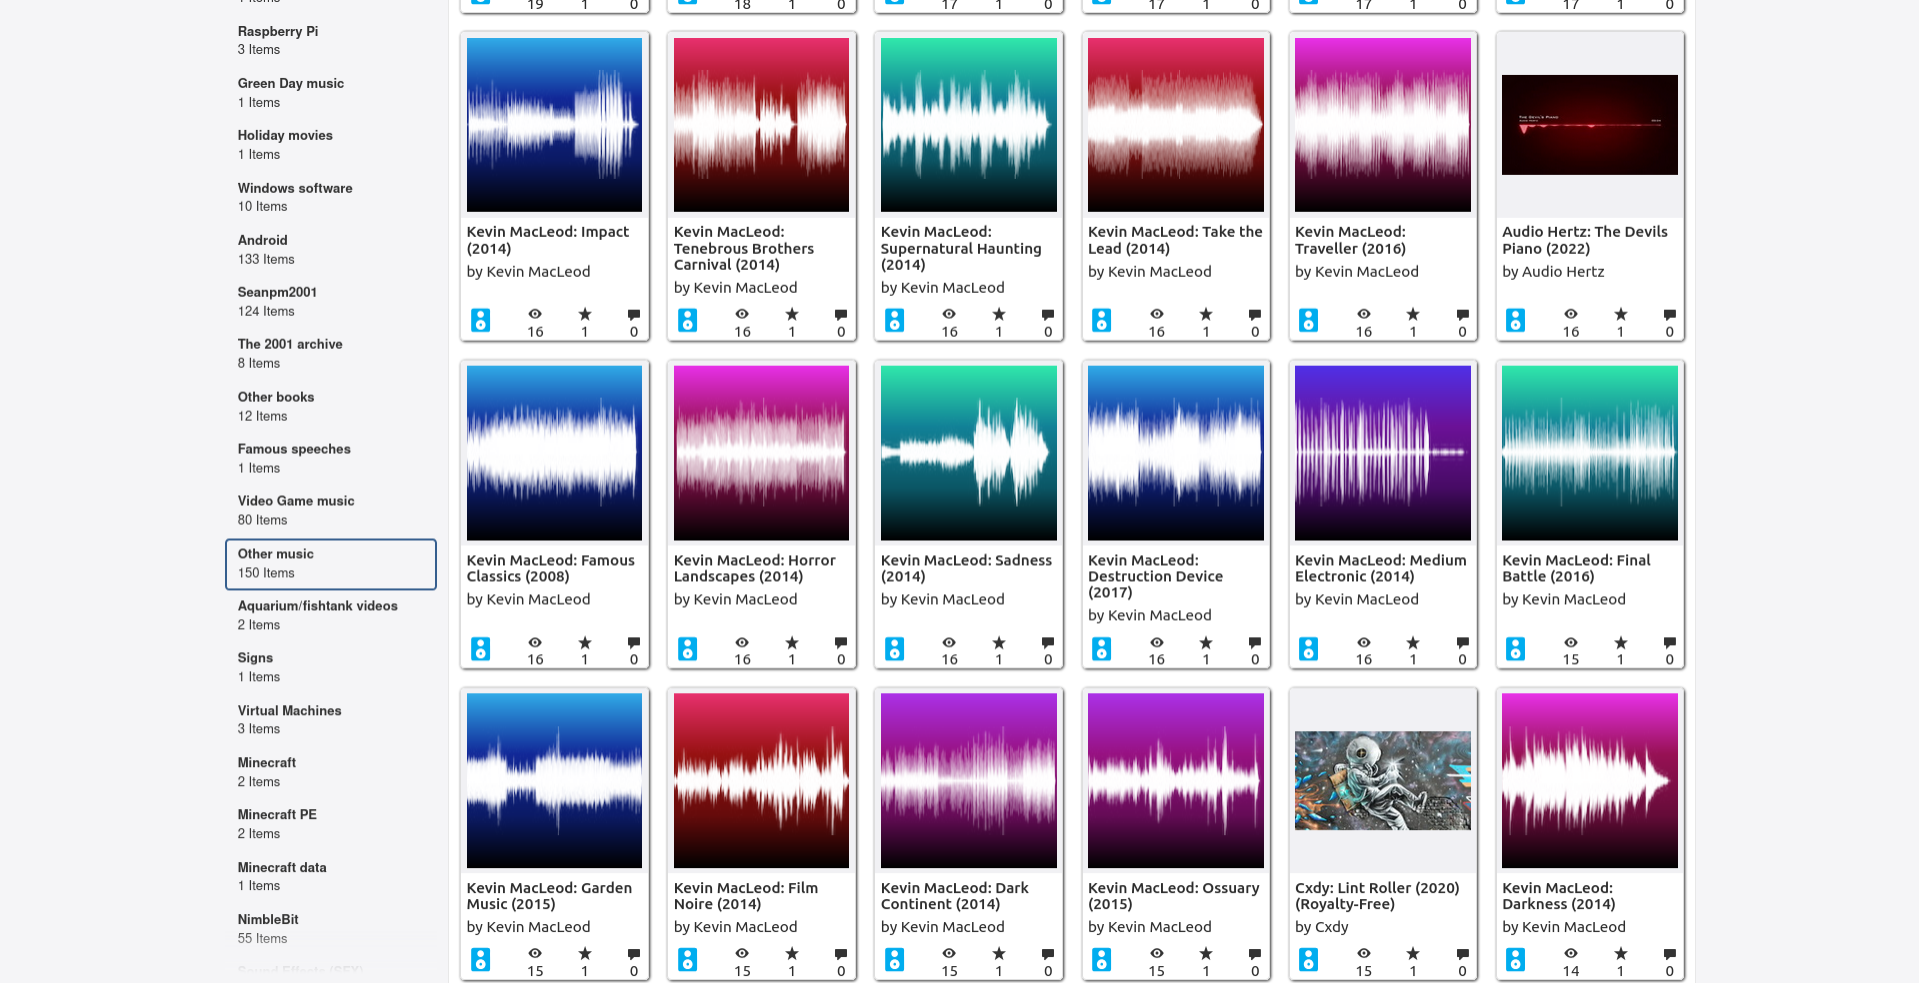 Raspberry Pi
3 Items
Green Day music
1 Items
Holiday movies
1 Items
Windows software
10 Items
Android
133 Items
Seanpm2001
124 Items
The 2001 archive
8 Items
Other books
12 Items
Famous speeches
1 Items
Video Game music
80 Items
Other music
150 Items
Aquarium/fishtank videos
2 Items
Signs
1 Items
Virtual Machines
3 Items
Minecraft
2 Items
Minecraft PE
2 Items
Minecraft data
1 Items
NimbleBit
55 Items
19 1 0
18 1 0
17 1 0
17 1 0
17 1 0
17 1 0
Kevin MacLeod: Impact
(2014)
by Kevin MacLeod
16 1 0
Kevin MacLeod:
Tenebrous Brothers
Carnival (2014)
by Kevin MacLeod
16 1 0
Kevin MacLeod:
Supernatural Haunting
(2014)
by Kevin MacLeod
16 1 0
Kevin MacLeod: Take the
Lead (2014)
by Kevin MacLeod
16 1 0
Kevin MacLeod:
Traveller (2016)
by Kevin MacLeod
16 1 0
The Devil's Piano
Audio Hertz: The Devils
Piano (2022)
by Audio Hertz
16 1 0
Kevin MacLeod: Famous
Classics (2008)
by Kevin MacLeod
16 1 0
Kevin MacLeod: Horror
Landscapes (2014)
by Kevin MacLeod
16 1 0
Kevin MacLeod: Sadness
(2014)
by Kevin MacLeod
16 1 0
Kevin MacLeod:
Destruction Device
(2017)
by Kevin MacLeod
16 1 0
Kevin MacLeod: Medium
Electronic (2014)
by Kevin MacLeod
16 1 0
Kevin MacLeod: Final
Battle (2016)
by Kevin MacLeod
15 1 0
Kevin MacLeod: Garden
Music (2015)
by Kevin MacLeod
15 1 0
Kevin MacLeod: Film
Noire (2014)
by Kevin MacLeod
15 1 0
Kevin MacLeod: Dark
Continent (2014)
by Kevin MacLeod
15 1 0
Kevin MacLeod: Ossuary
(2015)
by Kevin MacLeod
15 1 0
Cxdy: Lint Roller (2020)
(Royalty-Free)
by Cxdy
15 1 0
Kevin MacLeod:
Darkness (2014)
by Kevin MacLeod
14 1 0